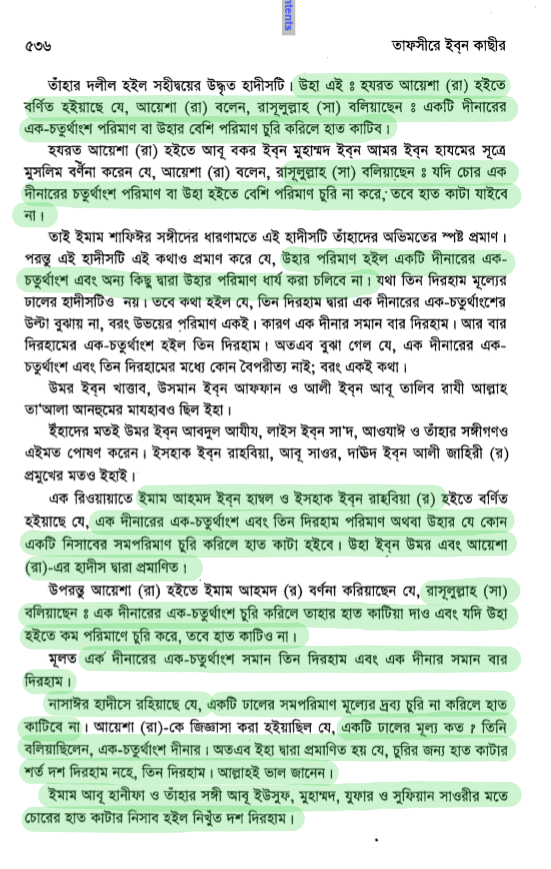 ntents
৫৩৬
তাফসীরে ইব্‌ন কাছীর
তাঁহার দলীল হইল সহীহদ্বয়ের উদ্ধৃত হাদীসটি। উহা এই ঃ হযরত আয়েশা (রা) হইতে
বর্ণিত হইয়াছে যে, আয়েশা (রা) বলেন, রাসূলুল্লাহ (সা) বলিয়াছেন ঃ একটি দীনারের
এক-চতুর্থাংশ পরিমাণ বা উহার বেশি পরিমাণ চুরি করিলে হাত কাটিব।
হযরত আয়েশা (রা) হইতে আবূ বকর ইব্‌ন মুহাম্মদ ইব্‌ন আমর ইব্‌ন হাযমের সূত্রে
মুসলিম বর্ণনা করেন যে, আয়েশা (রা) বলেন, রাসূলুল্লাহ (সা) বলিয়াছেন ঃ যদি চোর এক
দীনারের চতুর্থাংশ পরিমাণ বা উহা হইতে বেশি পরিমাণ চুরি না করে, তবে হাত কাটা যাইবে
না।
তাই ইমাম শাফিঈর সঙ্গীদের ধারণামতে এই হাদীসটি তাঁহাদের অভিমতের স্পষ্ট প্রমাণ।
পরন্তু এই হাদীসটি এই কথাও প্রমাণ করে যে, উহার পরিমাণ হইল একটি দীনারের এক-
চতুর্থাংশ এবং অন্য কিছু দ্বারা উহার পরিমাণ ধার্য করা চলিবে না। যথা তিন দিরহাম মূল্যের
ঢালের হাদীসটিও নয়। তবে কথা হইল যে, তিন দিরহাম দ্বারা এক দীনারের এক-চতুর্থাংশের
উল্টা বুঝায় না, বরং উভয়ের পরিমাণ একই। কারণ এক দীনার সমান বার দিরহাম। আর বার
দিরহামের এক-চতুর্থাংশ হইল তিন দিরহাম। অতএব বুঝা গেল যে, এক দীনারের এক-
চতুর্থাংশ এবং তিন দিরহামের মধ্যে কোন বৈপরীত্য নাই; বরং একই কথা।
উমর ইব্‌ন খাত্তাব, উসমান ইব্‌ন আফফান ও আলী ইব্‌ন আবূ তালিব রাযী আল্লাহ
তা'আলা আনহুমের মাযহাবও ছিল ইহা।
ইঁহাদের মতই উমর ইব্‌ন আবদুল আযীয, লাইস ইব্‌ন সা'দ, আওযাঈ ও তাঁহার সঙ্গীগণও
এইমত পোষণ করেন। ইসহাক ইব্‌ন রাহবিয়া, আবূ সাওর, দাঊদ ইব্‌ন আলী জাহিরী (র)
প্রমুখের মতও ইহাই।
এক রিওয়ায়াতে ইমাম আহমদ ইব্‌ন হাম্বল ও ইসহাক ইব্‌ন রাহবিয়া (র) হইতে বর্ণিত
হইয়াছে যে, এক দীনারের এক-চতুর্থাংশ এবং তিন দিরহাম পরিমাণ অথবা উহার যে কোন
একটি নিসাবের সমপরিমাণ চুরি করিলে হাত কাটা হইবে। উহা ইব্‌ন উমর এবং আয়েশা
(রা)-এর হাদীস দ্বারা প্রমাণিত।
উপরন্তু আয়েশা (রা) হইতে ইমাম আহমদ (র) বর্ণনা করিয়াছেন যে, রাসূলুল্লাহ (সা)
বলিয়াছেন ঃ এক দীনারের এক-চতুর্থাংশ চুরি করিলে তাহার হাত কাটিয়া দাও এবং যদি উহা
হইতে কম পরিমাণে চুরি করে, তবে হাত কাটিও না।
মূলত এক দীনারের এক-চতুর্থাংশ সমান তিন দিরহাম এবং এক দীনার সমান বার
দিরহাম।
নাসাঈর হাদীসে রহিয়াছে যে, একটি ঢালের সমপরিমাণ মূল্যের দ্রব্য চুরি না করিলে হাত
কাটিবে না। আয়েশা (রা)-কে জিজ্ঞাসা করা হইয়াছিল যে, একটি ঢালের মূল্য কত ? তিনি
বলিয়াছিলেন, এক-চতুর্থাংশ দীনার। অতএব ইহা দ্বারা প্রমাণিত হয় যে, চুরির জন্য হাত কাটার
শর্ত দশ দিরহাম নহে, তিন দিরহাম। আল্লাহই ভাল জানেন।
ইমাম আবূ হানীফা ও তাঁহার সঙ্গী আবূ ইউসুফ, মুহাম্মদ, যুফার ও সুফিয়ান সাওরীর মতে
চোরের হাত কাটার নিসাব হইল নিখুঁত দশ দিরহাম।